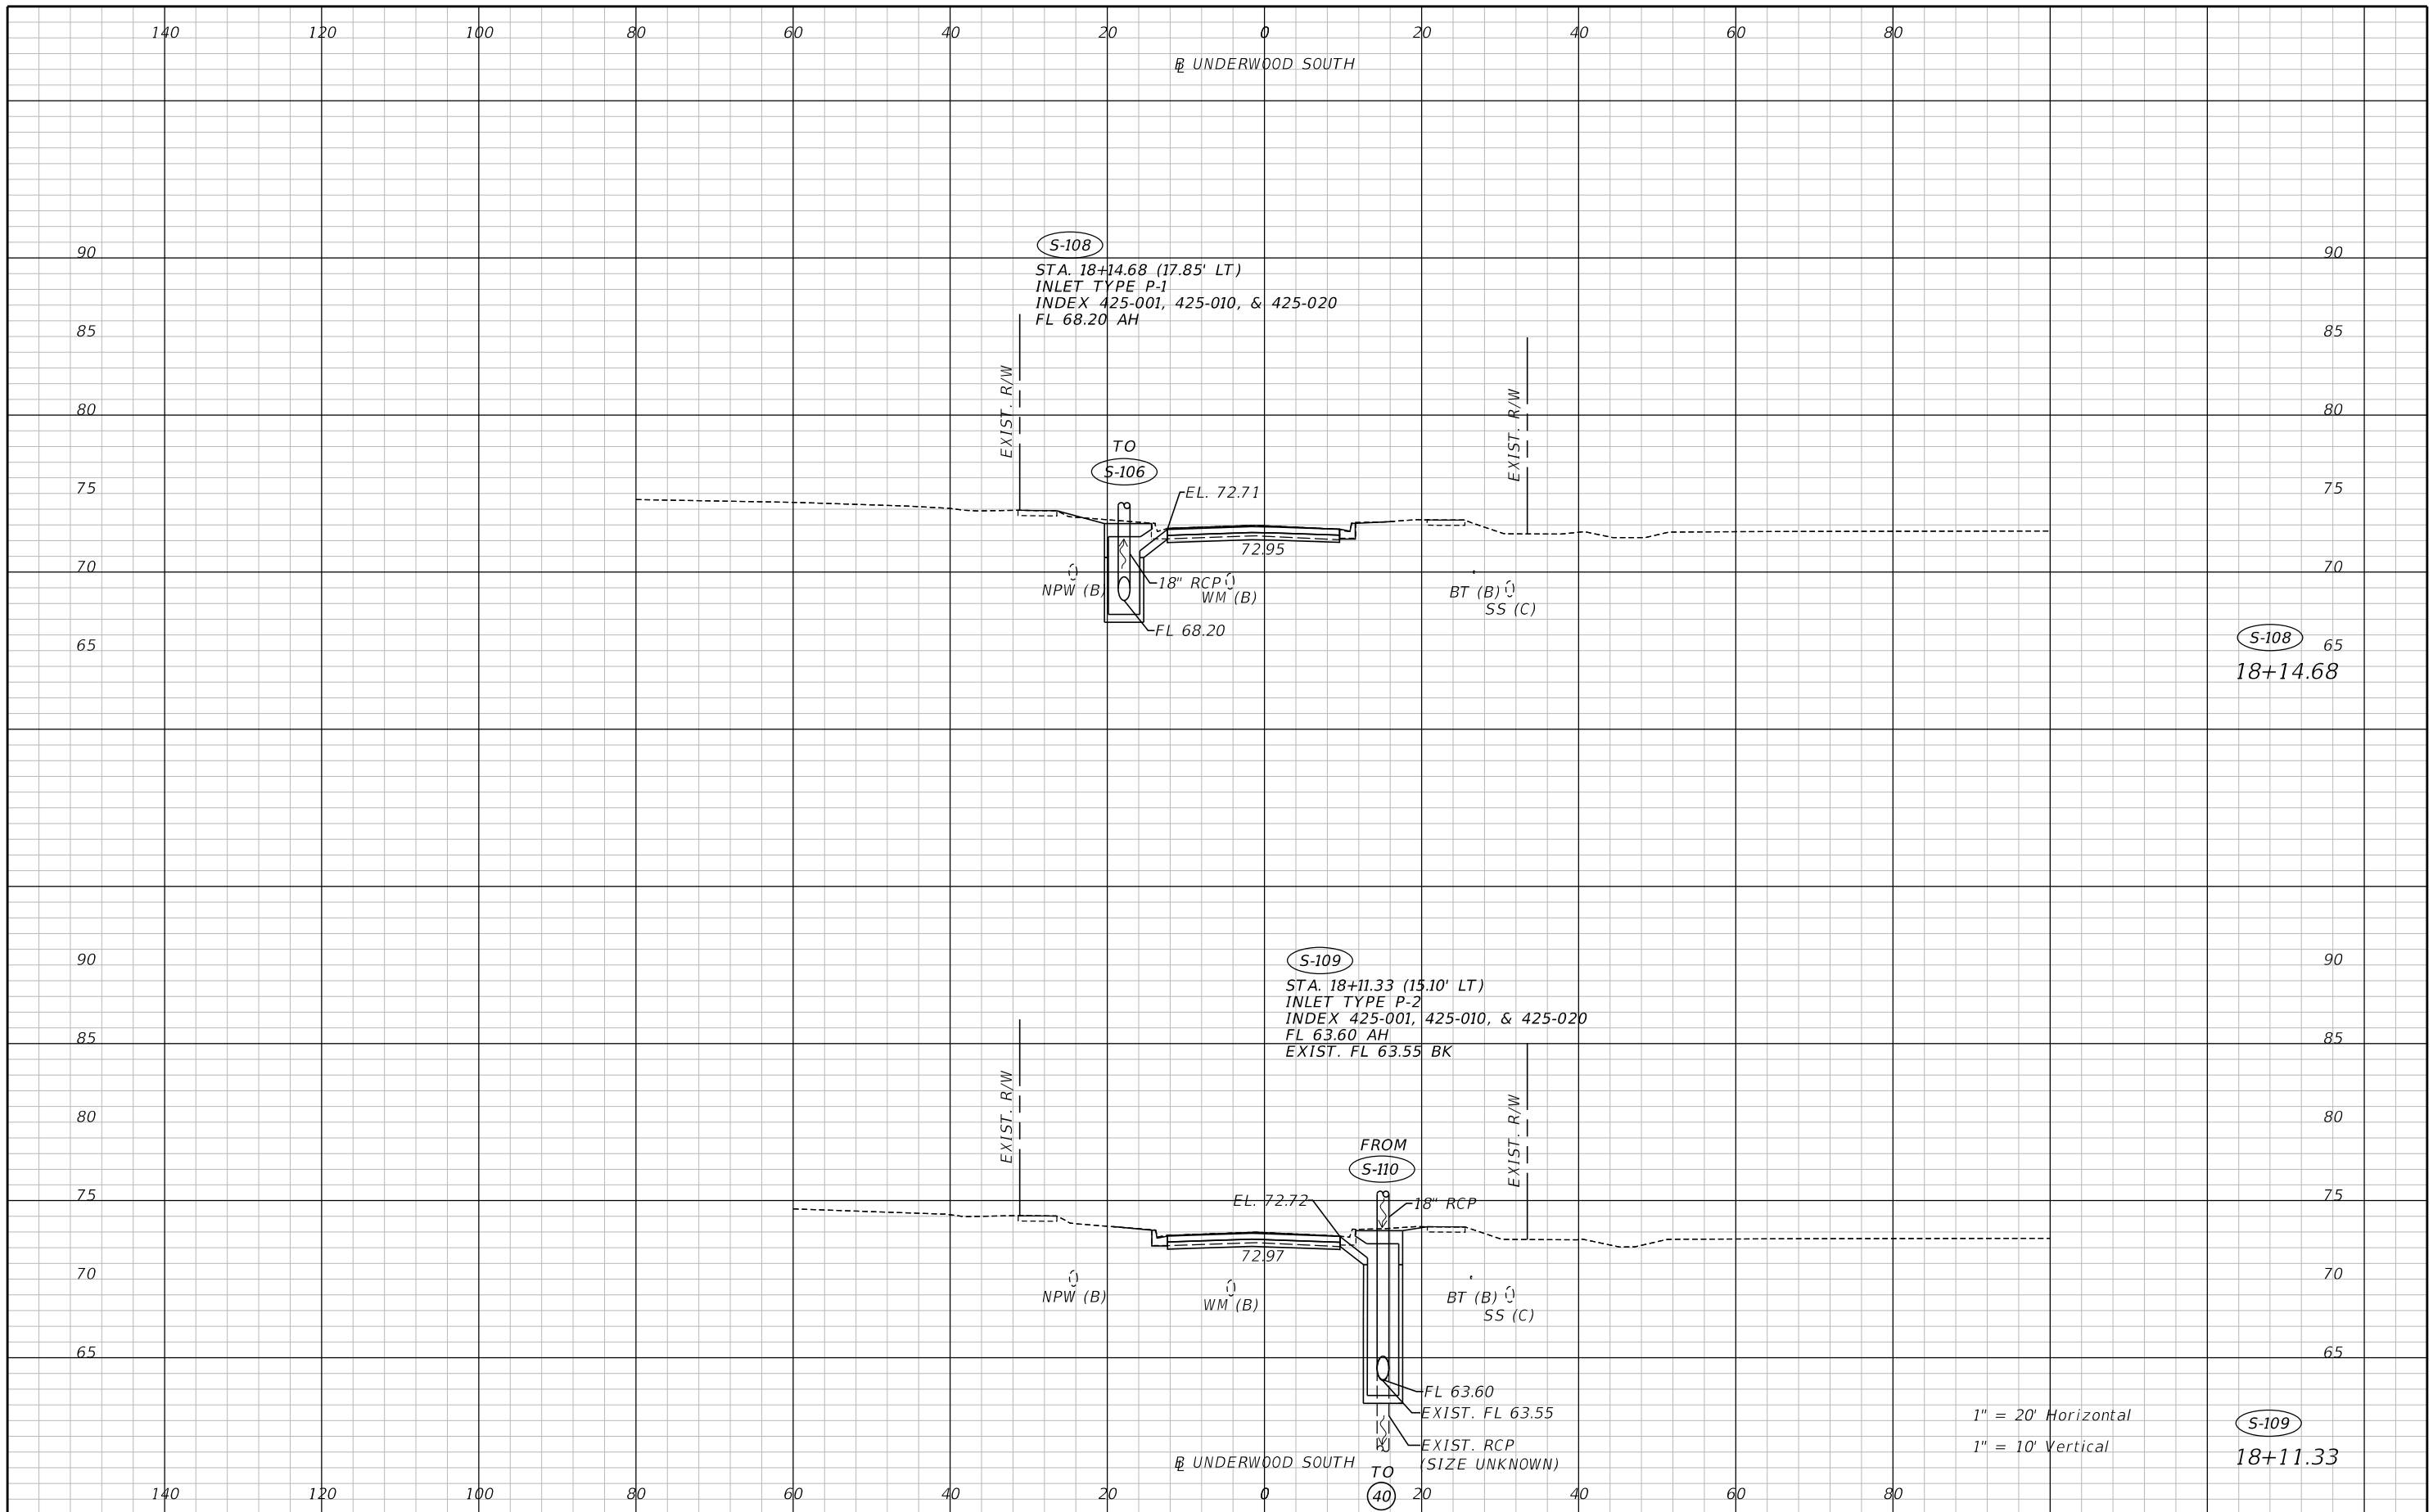 140 120 100 80 60 40 20 0 20 40 60 80
℄ UNDERWOOD SOUTH
S-108
90 90
STA. 18+14.68 (17.85' LT)
INLET TYPE P-1
INDEX 425-001, 425-010, & 425-020
FL 68.20 AH
85 85
EXIST. R/W
EXIST. R/W
80 80
TO
S-106
75 75
EL. 72.71
72.95
70 70
NPW (B)
18" RCP
WM (B)
BT (B)
SS (C)
FL 68.20
65 65
S-108
18+14.68
90 90
S-109
STA. 18+11.33 (15.10' LT)
INLET TYPE P-2
INDEX 425-001, 425-010, & 425-020
FL 63.60 AH
EXIST. FL 63.55 BK
85 85
EXIST. R/W
EXIST. R/W
80 80
FROM
S-110
75 75
EL. 72.72
18" RCP
72.97
70 70
NPW (B)
WM (B)
BT (B)
SS (C)
65 65
FL 63.60
EXIST. FL 63.55
EXIST. RCP
(SIZE UNKNOWN)
1" = 20' Horizontal
1" = 10' Vertical
S-109
18+11.33
℄ UNDERWOOD SOUTH
TO
40
140 120 100 80 60 40 20 0 20 40 60 80